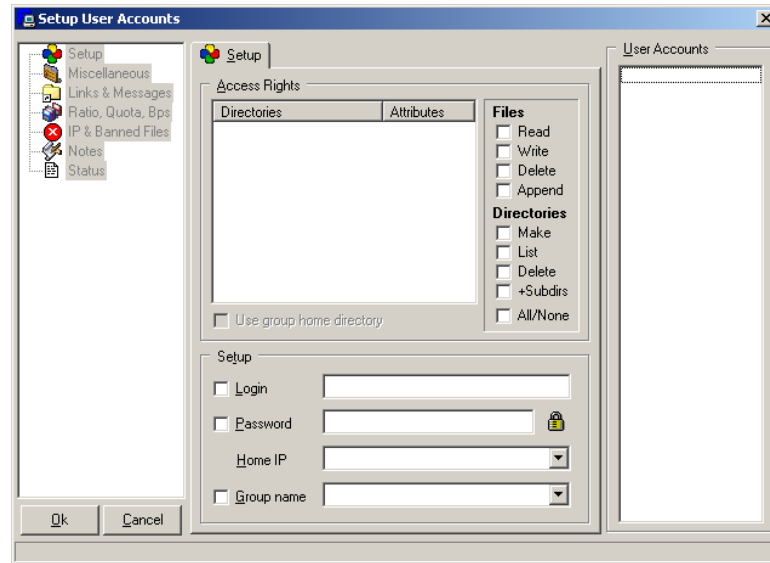 Setup User Accounts
Setup
Miscellaneous
Links & Messages
Ratio, Quota, Bps
IP & Banned Files
Notes
Status
Ok
Cancel
Setup
Access Rights
Directories
Attributes
Use group home directory
Files
Read
Write
Delete
Append
Directories
Make
List
Delete
+Subdirs
All/None
Setup
Login
Password
Home IP
Group name
User Accounts